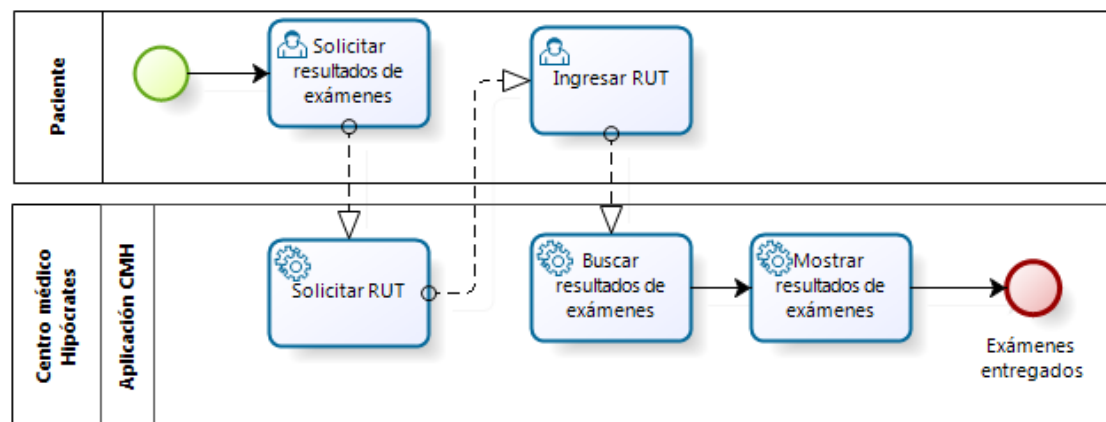 Paciente
Solicitar
resultados de
exámenes
Ingresar RUT
Centro médico
Hipócrates
Aplicación CMH
Solicitar RUT
Buscar
resultados de
exámenes
Mostrar
resultados de
exámenes
Exámenes
entregados